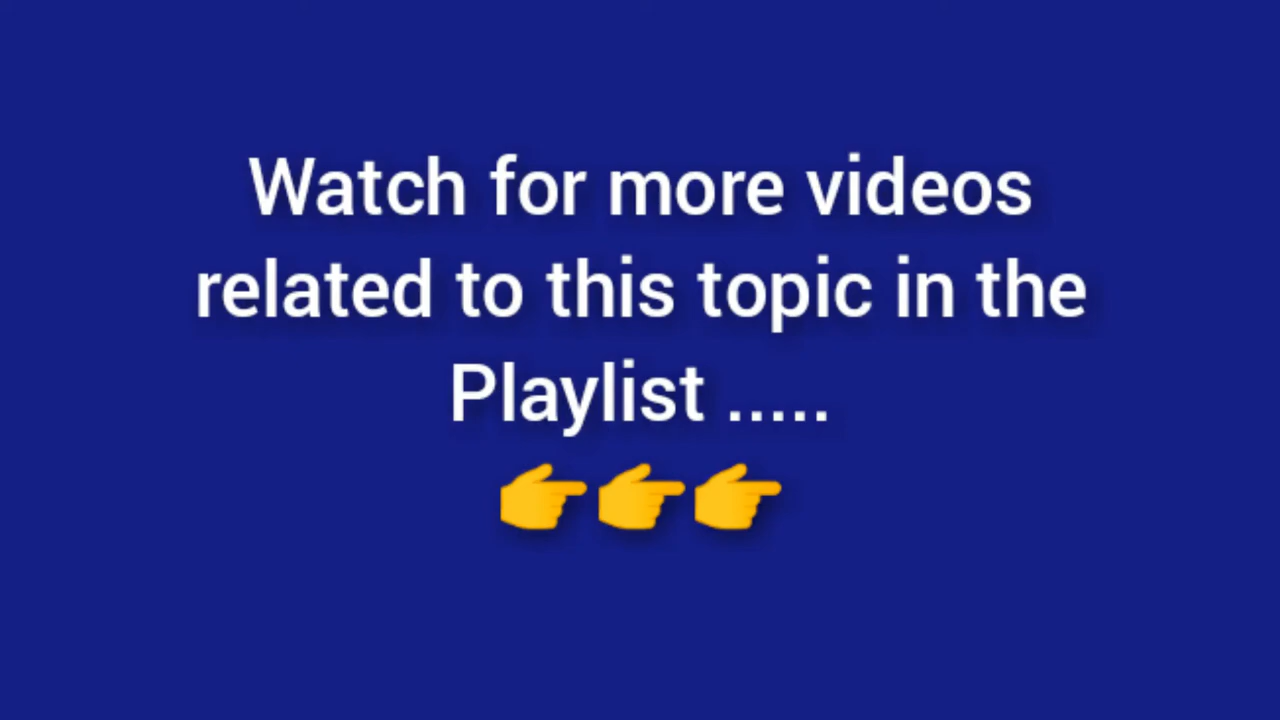 Watch for more videos
related to this topic in the
Playlist .....
👉👉👉